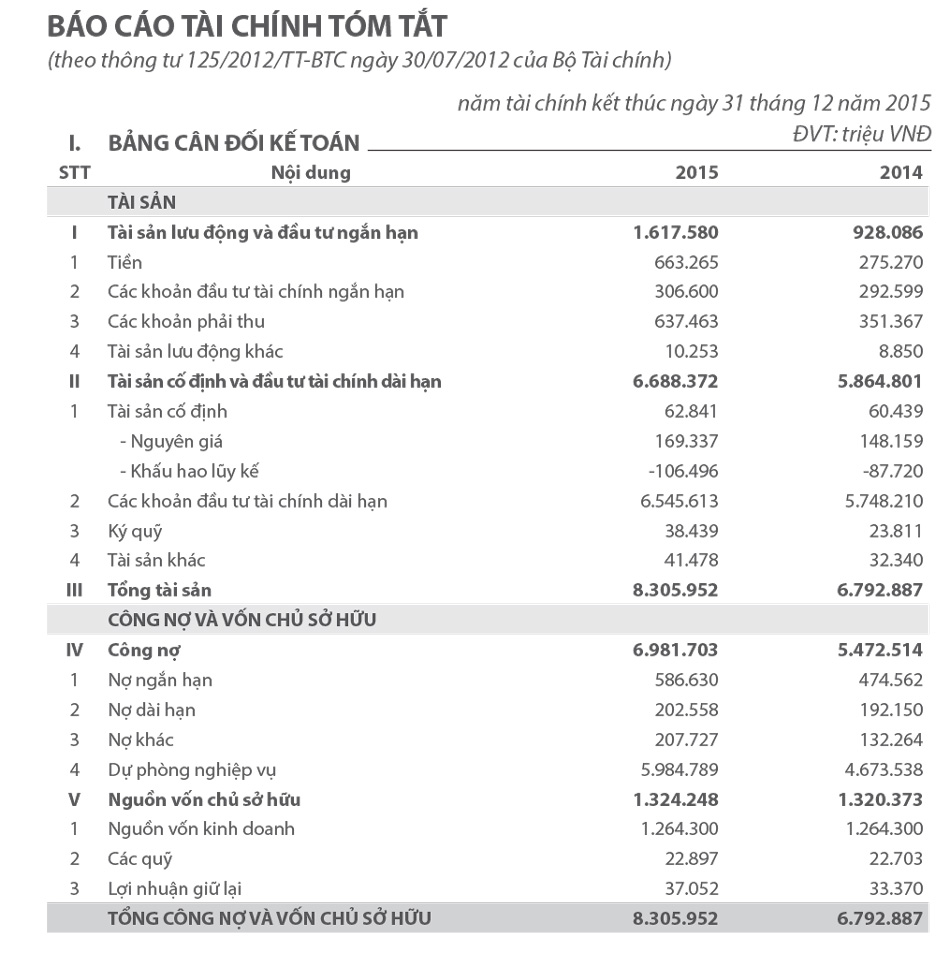 BÁO CÁO TÀI CHÍNH TÓM TẮT
(theo thông tư 125/2012/TT-BTC ngày 30/07/2012 của Bộ Tài chính)
năm tài chính kết thúc ngày 31 tháng 12 năm 2015
ĐVT: triệu VNĐ
I. BẢNG CÂN ĐỐI KẾ TOÁN
STT Nội dung 2015 2014
TÀI SẢN
I Tài sản lưu động và đầu tư ngắn hạn 1.617.580 928.086
1 Tiền 663.265 275.270
2 Các khoản đầu tư tài chính ngắn hạn 306.600 292.599
3 Các khoản phải thu 637.463 351.367
4 Tài sản lưu động khác 10.253 8.850
II Tài sản cố định và đầu tư tài chính dài hạn 6.688.372 5.864.801
1 Tài sản cố định 62.841 60.439
- Nguyên giá 169.337 148.159
- Khấu hao lũy kế -106.496 -87.720
2 Các khoản đầu tư tài chính dài hạn 6.545.613 5.748.210
3 Ký quỹ 38.439 23.811
4 Tài sản khác 41.478 32.340
III Tổng tài sản 8.305.952 6.792.887
CÔNG NỢ VÀ VỐN CHỦ SỞ HỮU
IV Công nợ 6.981.703 5.472.514
1 Nợ ngắn hạn 586.630 474.562
2 Nợ dài hạn 202.558 192.150
3 Nợ khác 207.727 132.264
4 Dự phòng nghiệp vụ 5.984.789 4.673.538
V Nguồn vốn chủ sở hữu 1.324.248 1.320.373
1 Nguồn vốn kinh doanh 1.264.300 1.264.300
2 Các quỹ 22.897 22.703
3 Lợi nhuận giữ lại 37.052 33.370
TỔNG CÔNG NỢ VÀ VỐN CHỦ SỞ HỮU 8.305.952 6.792.887